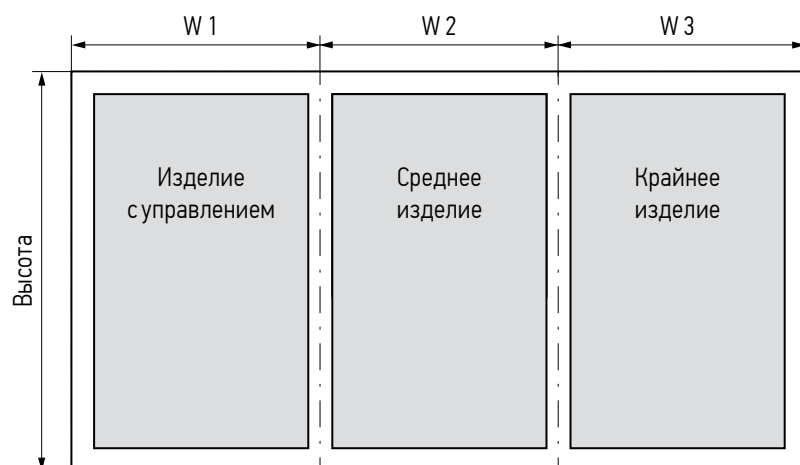 W 1
W 2
W 3
Изделие
с управлением
Среднее
изделие
Крайнее
изделие
Высота